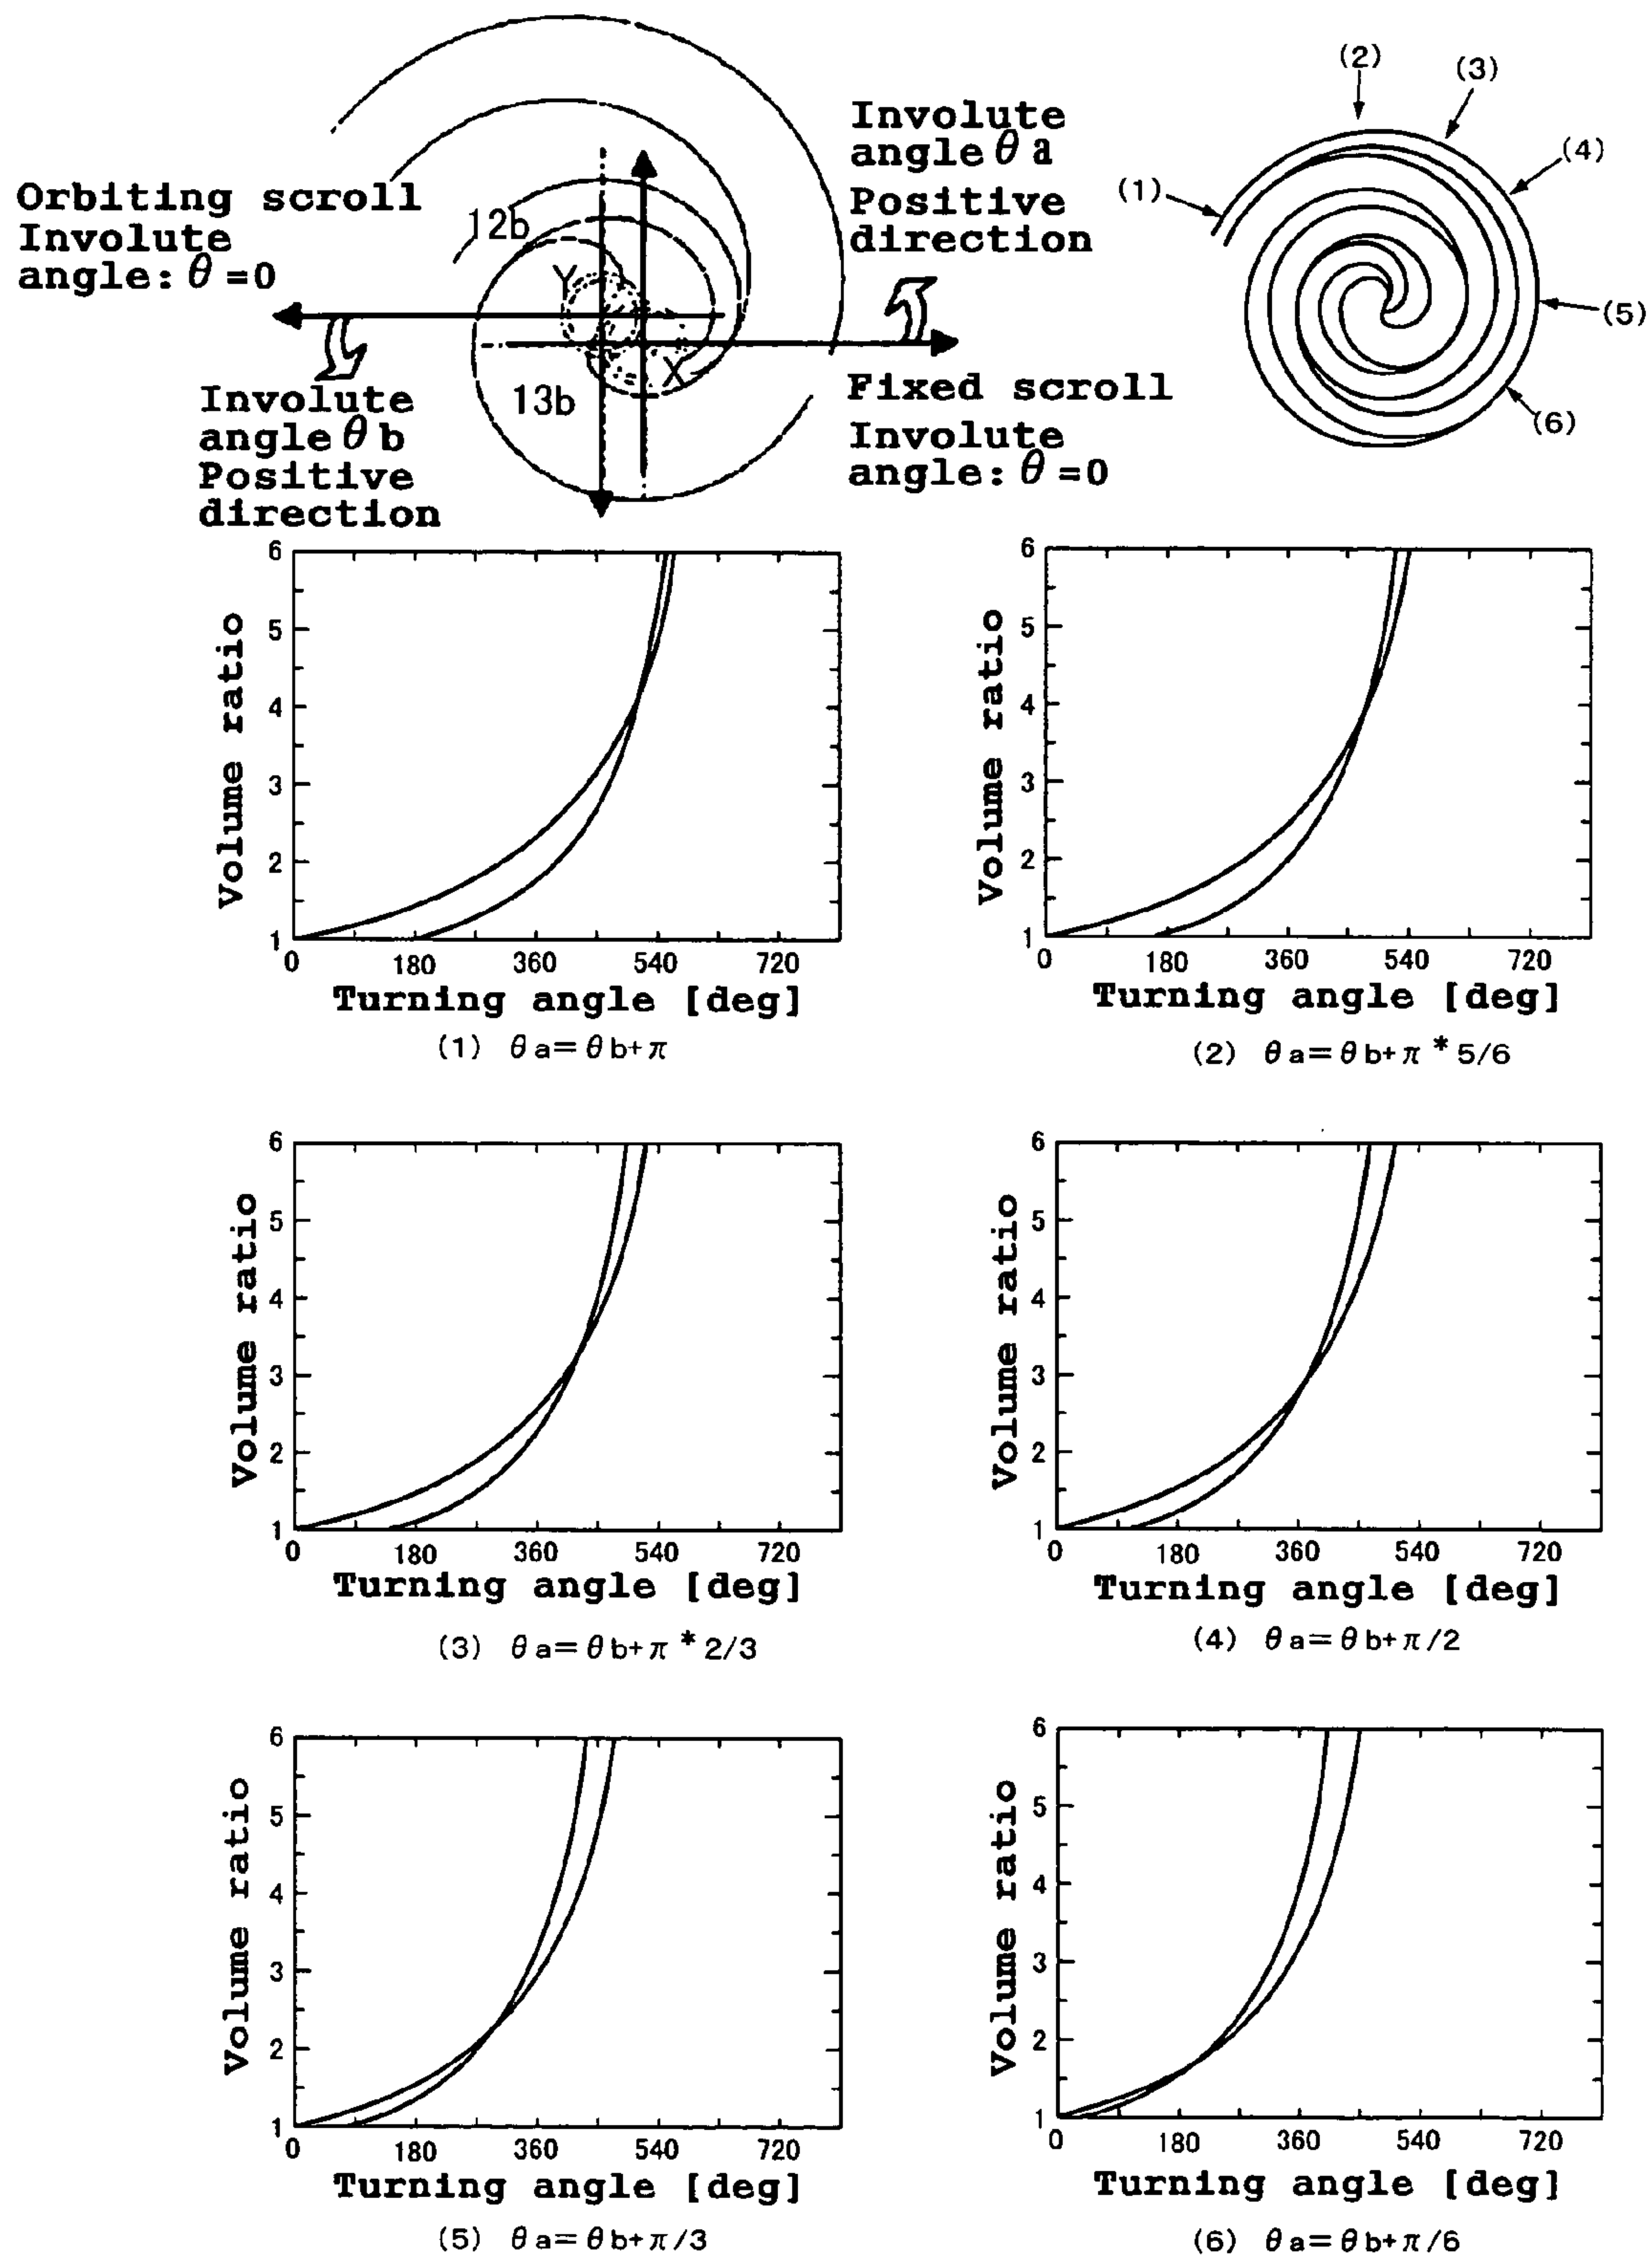 Orbiting scroll
Involute
angle: θ=0
12b
Y
X
13b
Involute
angle θb
Positive
direction
Involute
angle θa
Positive
direction
Fixed scroll
Involute
angle: θ=0
(1)
(2)
(3)
(4)
(5)
(6)
Volume ratio
6
5
4
3
2
1
0 180 360 540 720
Turning angle [deg]
(1) θa=θb+π
Volume ratio
6
5
4
3
2
1
0 180 360 540 720
Turning angle [deg]
(2) θa=θb+π*5/6
Volume ratio
6
5
4
3
2
1
0 180 360 540 720
Turning angle [deg]
(3) θa=θb+π*2/3
Volume ratio
6
5
4
3
2
1
0 180 360 540 720
Turning angle [deg]
(4) θa=θb+π/2
Volume ratio
6
5
4
3
2
1
0 180 360 540 720
Turning angle [deg]
(5) θa=θb+π/3
Volume ratio
6
5
4
3
2
1
0 180 360 540 720
Turning angle [deg]
(6) θa=θb+π/6